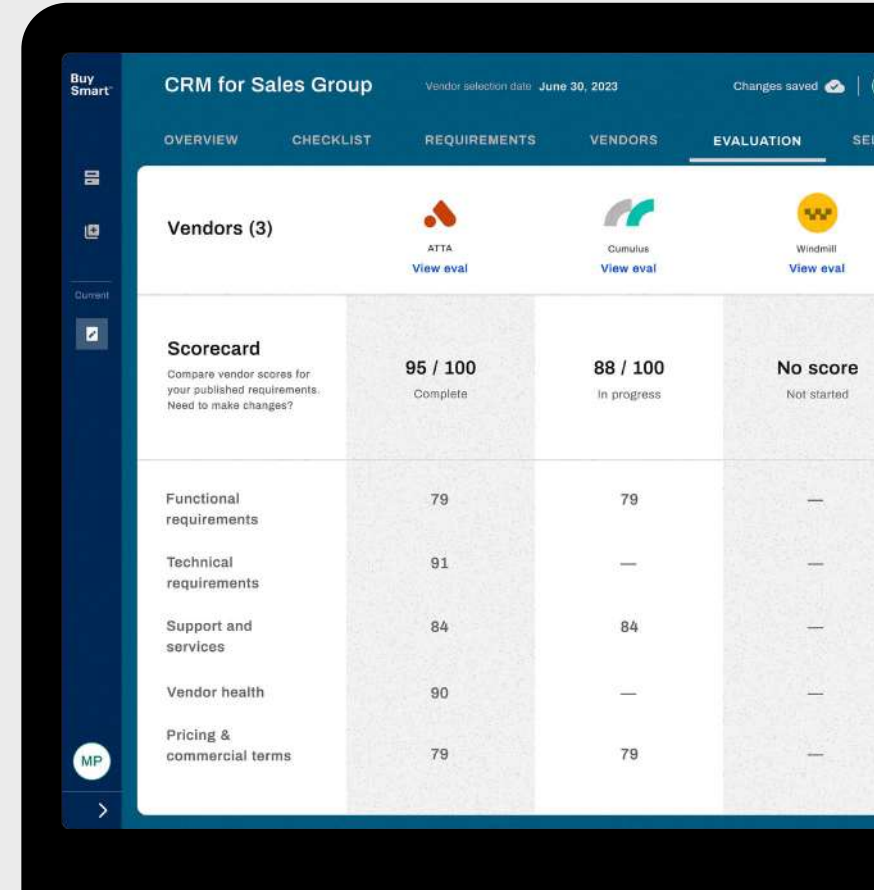 Buy
Smart
CRM for Sales Group
Vendor selection date June 30, 2023
Changes saved
OVERVIEW
CHECKLIST
REQUIREMENTS
VENDORS
EVALUATION
Vendors (3)
ATTA
View eval
Cumulus
View eval
Windmill
View eval
Current
Scorecard
Compare vendor scores for
your published requirements.
Need to make changes?
95 / 100
Complete
88 / 100
In progress
No score
Not started
Functional
requirements
79
79
—
Technical
requirements
91
—
—
Support and
services
84
84
—
Vendor health
90
—
—
Pricing &
commercial terms
79
79
—
MP